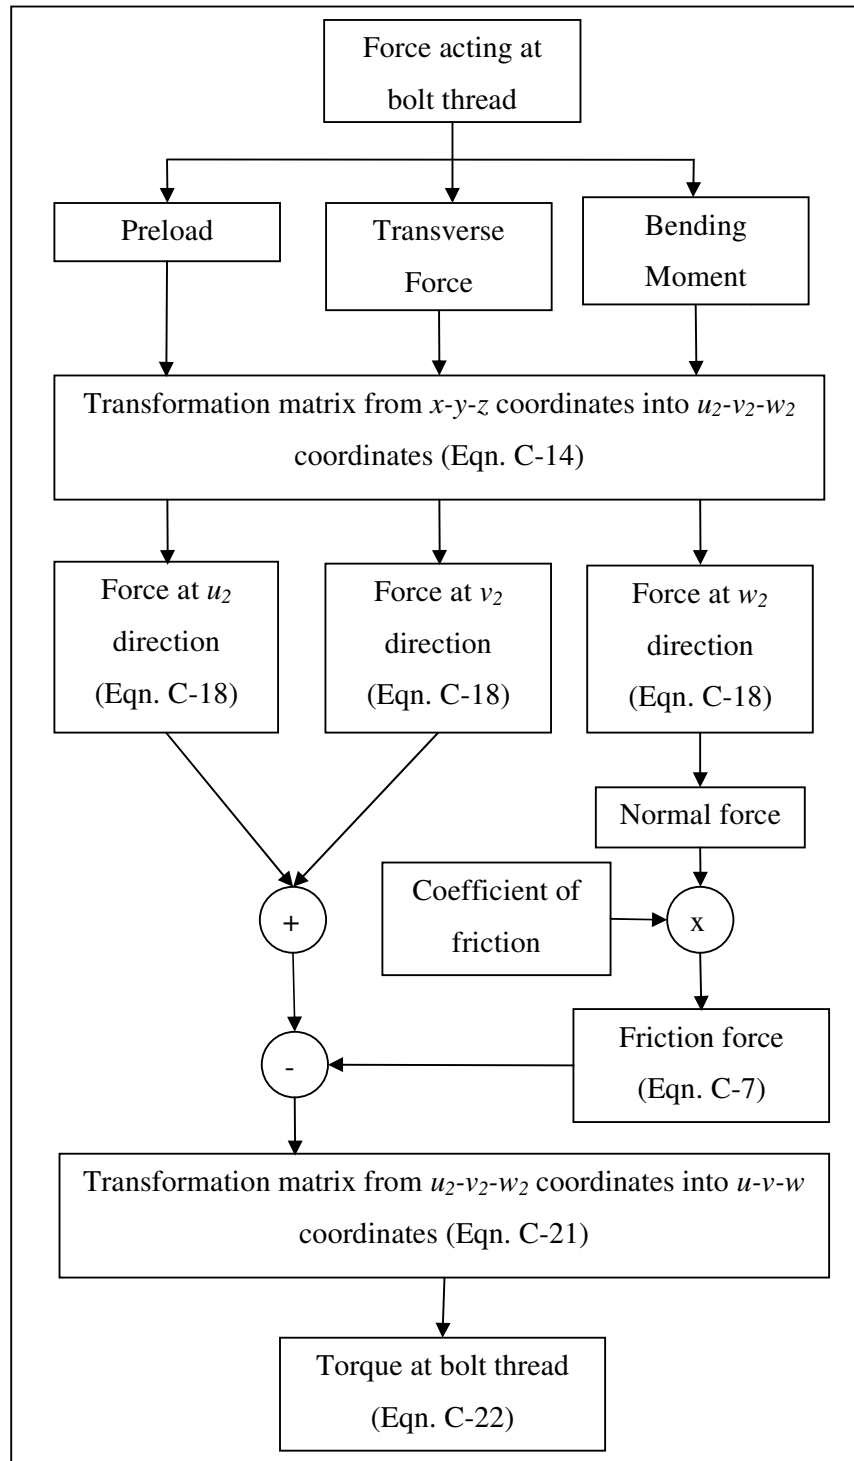 Force acting at
bolt thread
Preload
Transverse
Force
Bending
Moment
Transformation matrix from x-y-z coordinates into u2-v2-w2
coordinates (Eqn. C-14)
Force at u2
direction
(Eqn. C-18)
Force at v2
direction
(Eqn. C-18)
Force at w2
direction
(Eqn. C-18)
Normal force
Coefficient of
friction
+
x
Friction force
(Eqn. C-7)
-
Transformation matrix from u2-v2-w2 coordinates into u-v-w
coordinates (Eqn. C-21)
Torque at bolt thread
(Eqn. C-22)